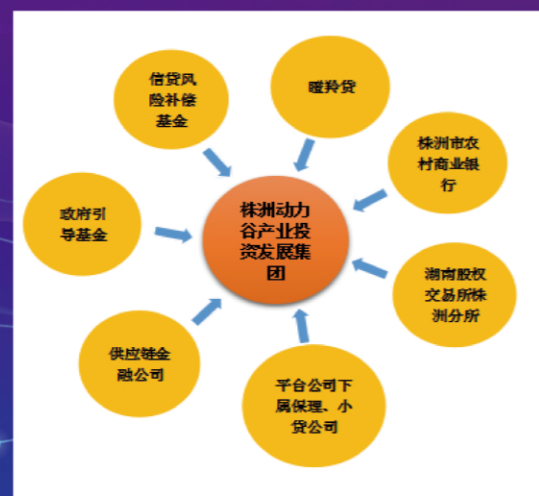 信贷风
险补偿
基金
暖羚贷
株洲市农
村商业银
行
政府引
导基金
株洲动力
谷产业投
资发展集
团
湖南股权
交易所株
洲分所
供应链金
融公司
平台公司下
属保理、小
贷公司